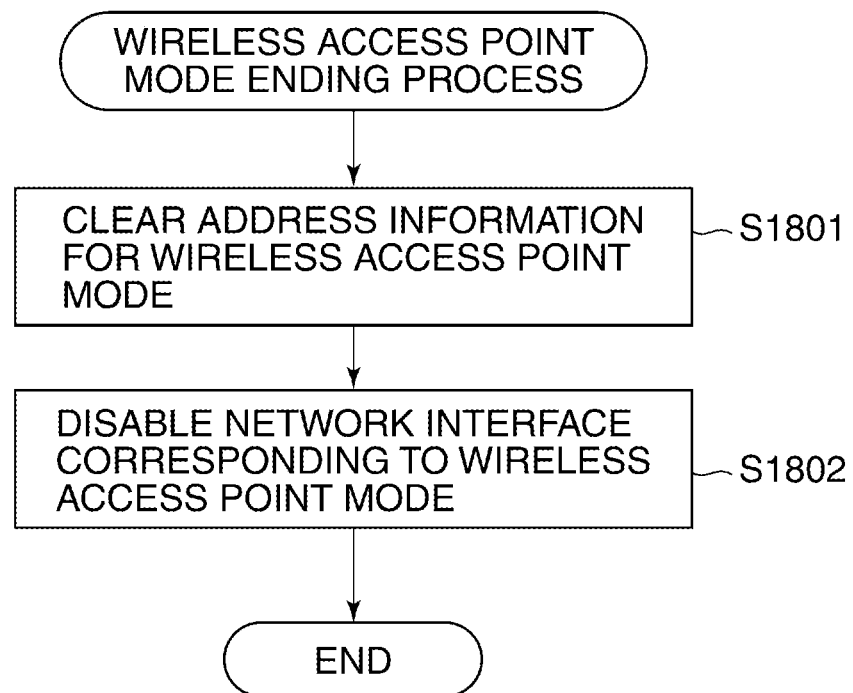 WIRELESS ACCESS POINT
MODE ENDING PROCESS
CLEAR ADDRESS INFORMATION
FOR WIRELESS ACCESS POINT
MODE
S1801
DISABLE NETWORK INTERFACE
CORRESPONDING TO WIRELESS
ACCESS POINT MODE
S1802
END